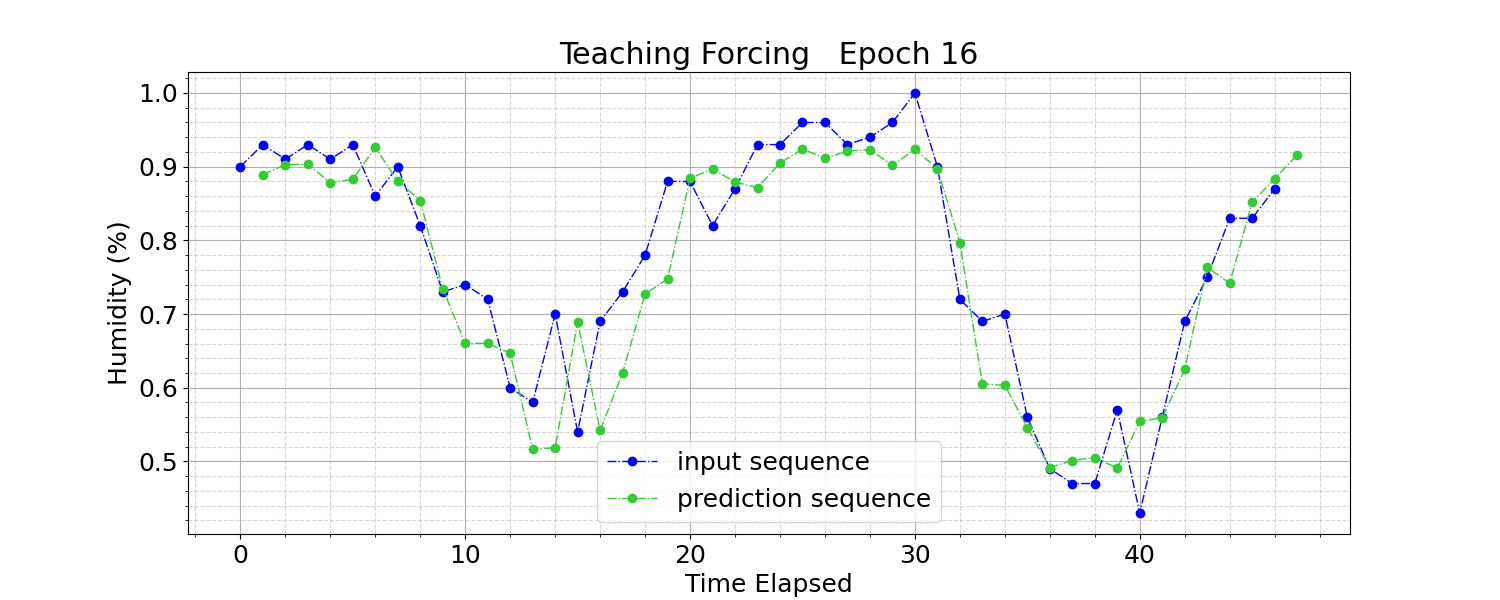 Teaching Forcing   Epoch 16
1.0
0.9
0.8
0.7
0.6
0.5
Humidity (%)
input sequence
prediction sequence
0 10 20 30 40
Time Elapsed